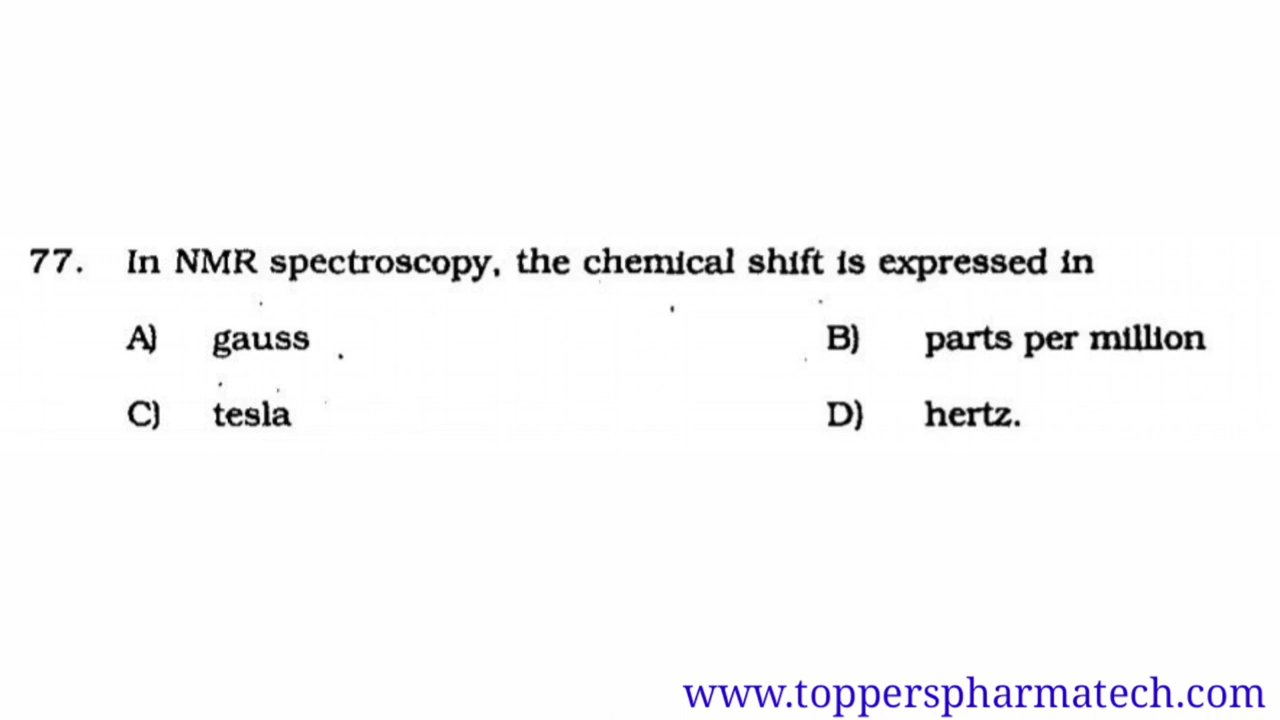 77. In NMR spectroscopy, the chemical shift is expressed in
A) gauss B) parts per million
C) tesla D) hertz.
www.topperspharmatech.com